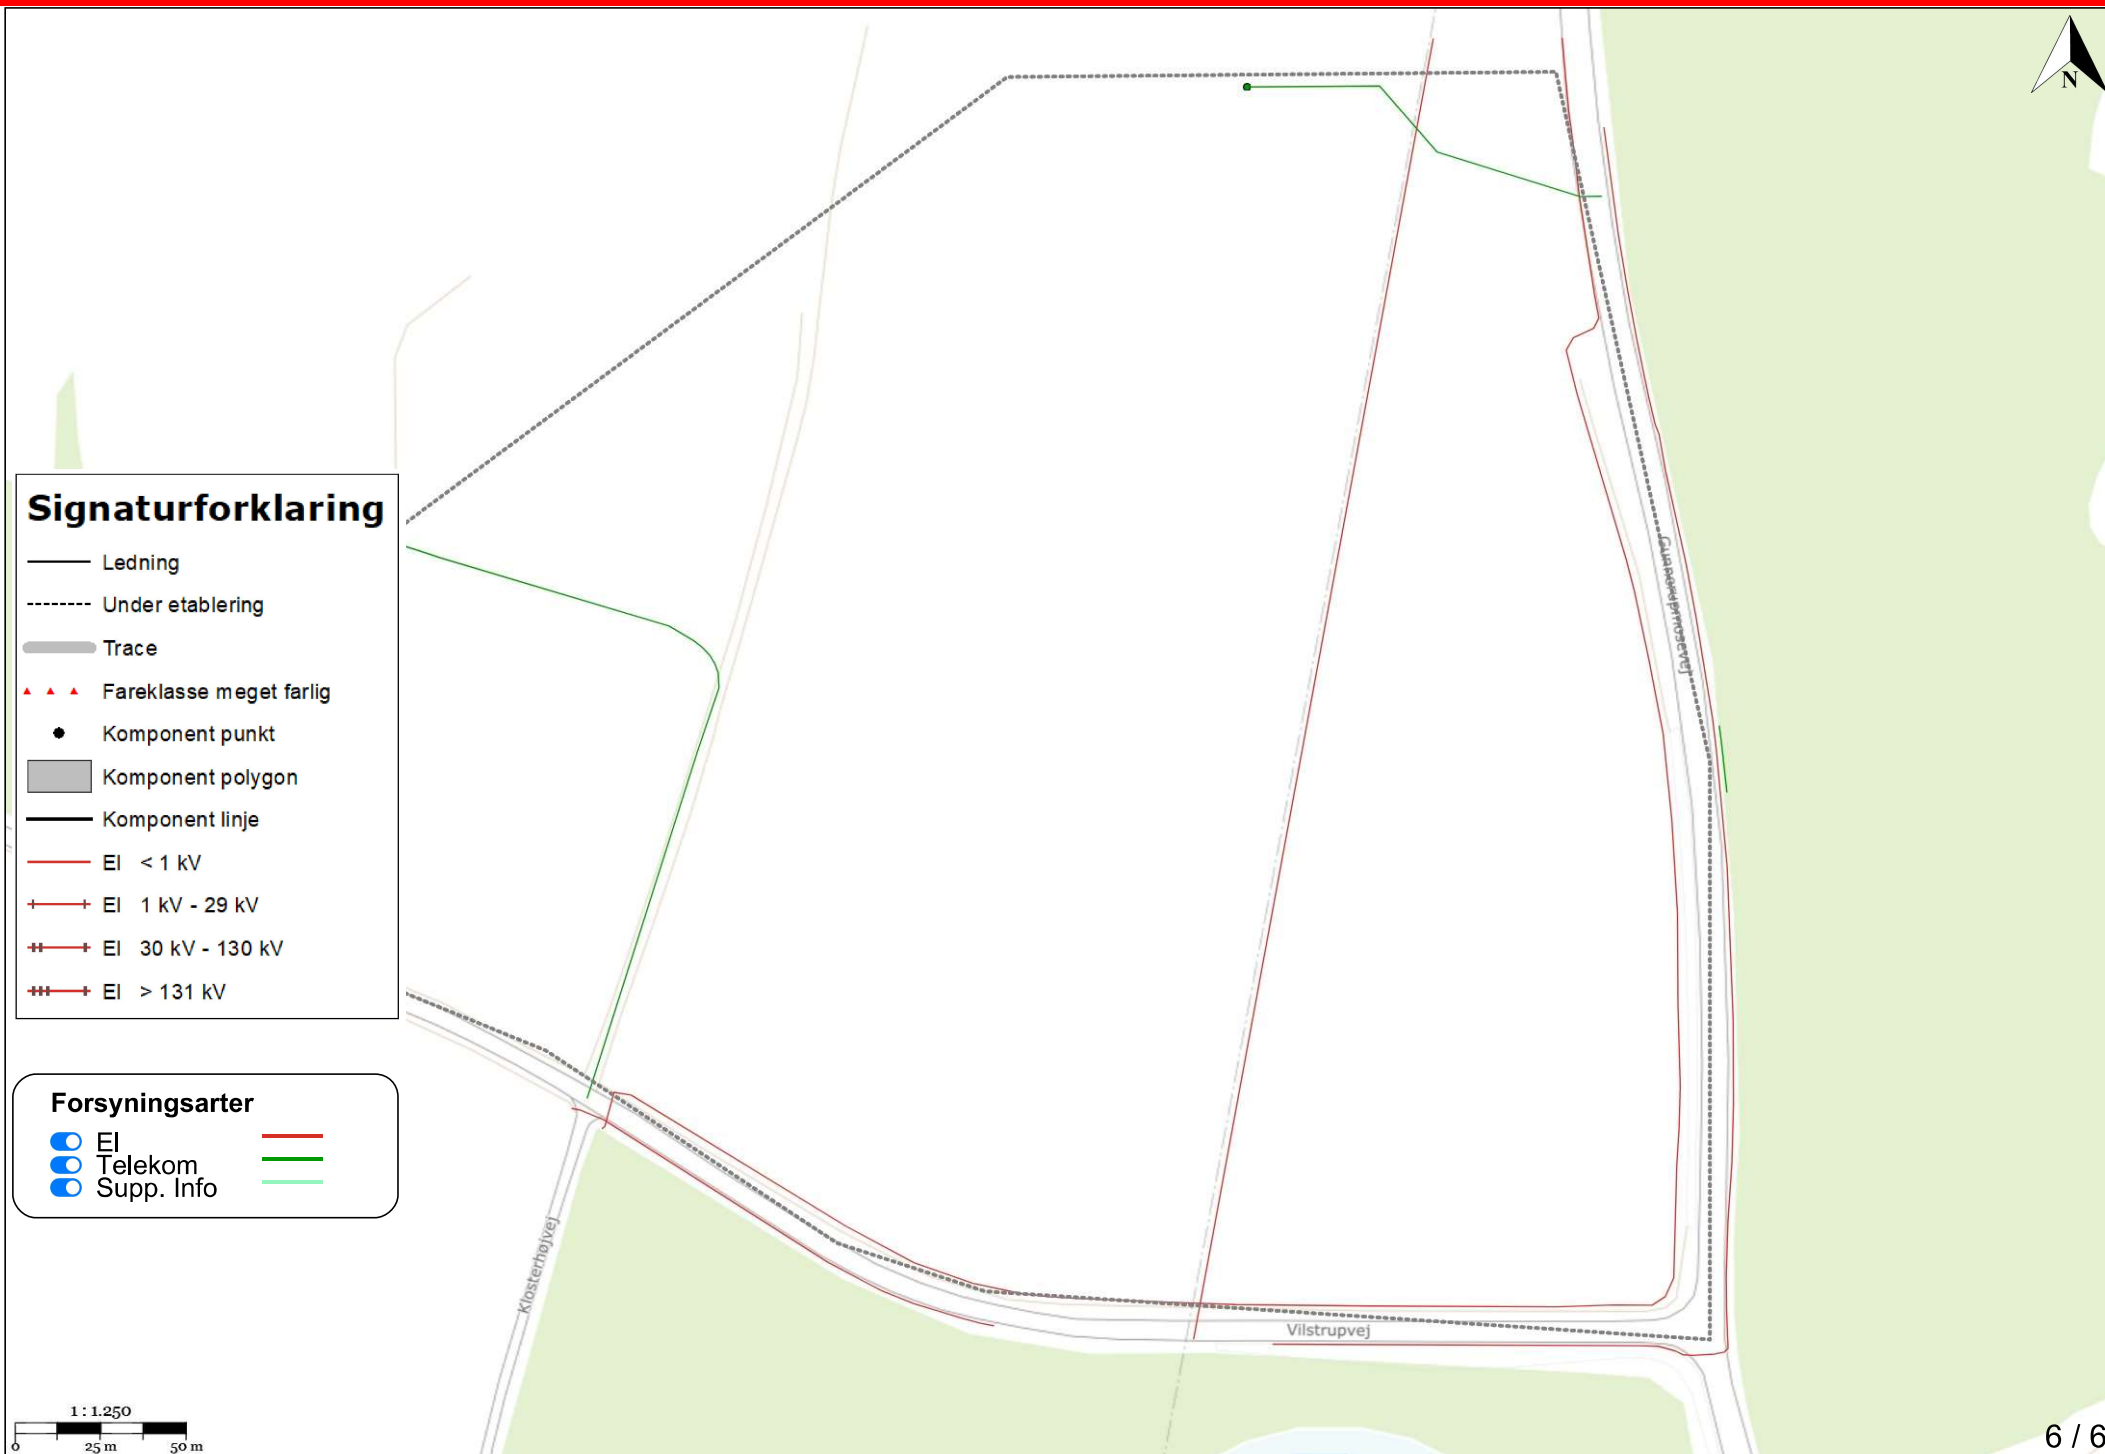 N
Signaturforklaring
Ledning
Under etablering
Trace
Fareklasse meget farlig
Komponent punkt
Komponent polygon
Komponent linje
El < 1 kV
El 1 kV - 29 kV
El 30 kV - 130 kV
El > 131 kV
Forsyningsarter
El
Telekom
Supp. Info
Gunnerupmosevej
Klosterhøjvej
Vilstrupvej
1 : 1.250
0 25 m 50 m
6 / 6